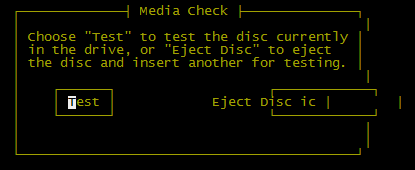 Media Check
Choose "Test" to test the disc currently
in the drive, or "Eject Disc" to eject
the disc and insert another for testing.
Test Eject Disc ic